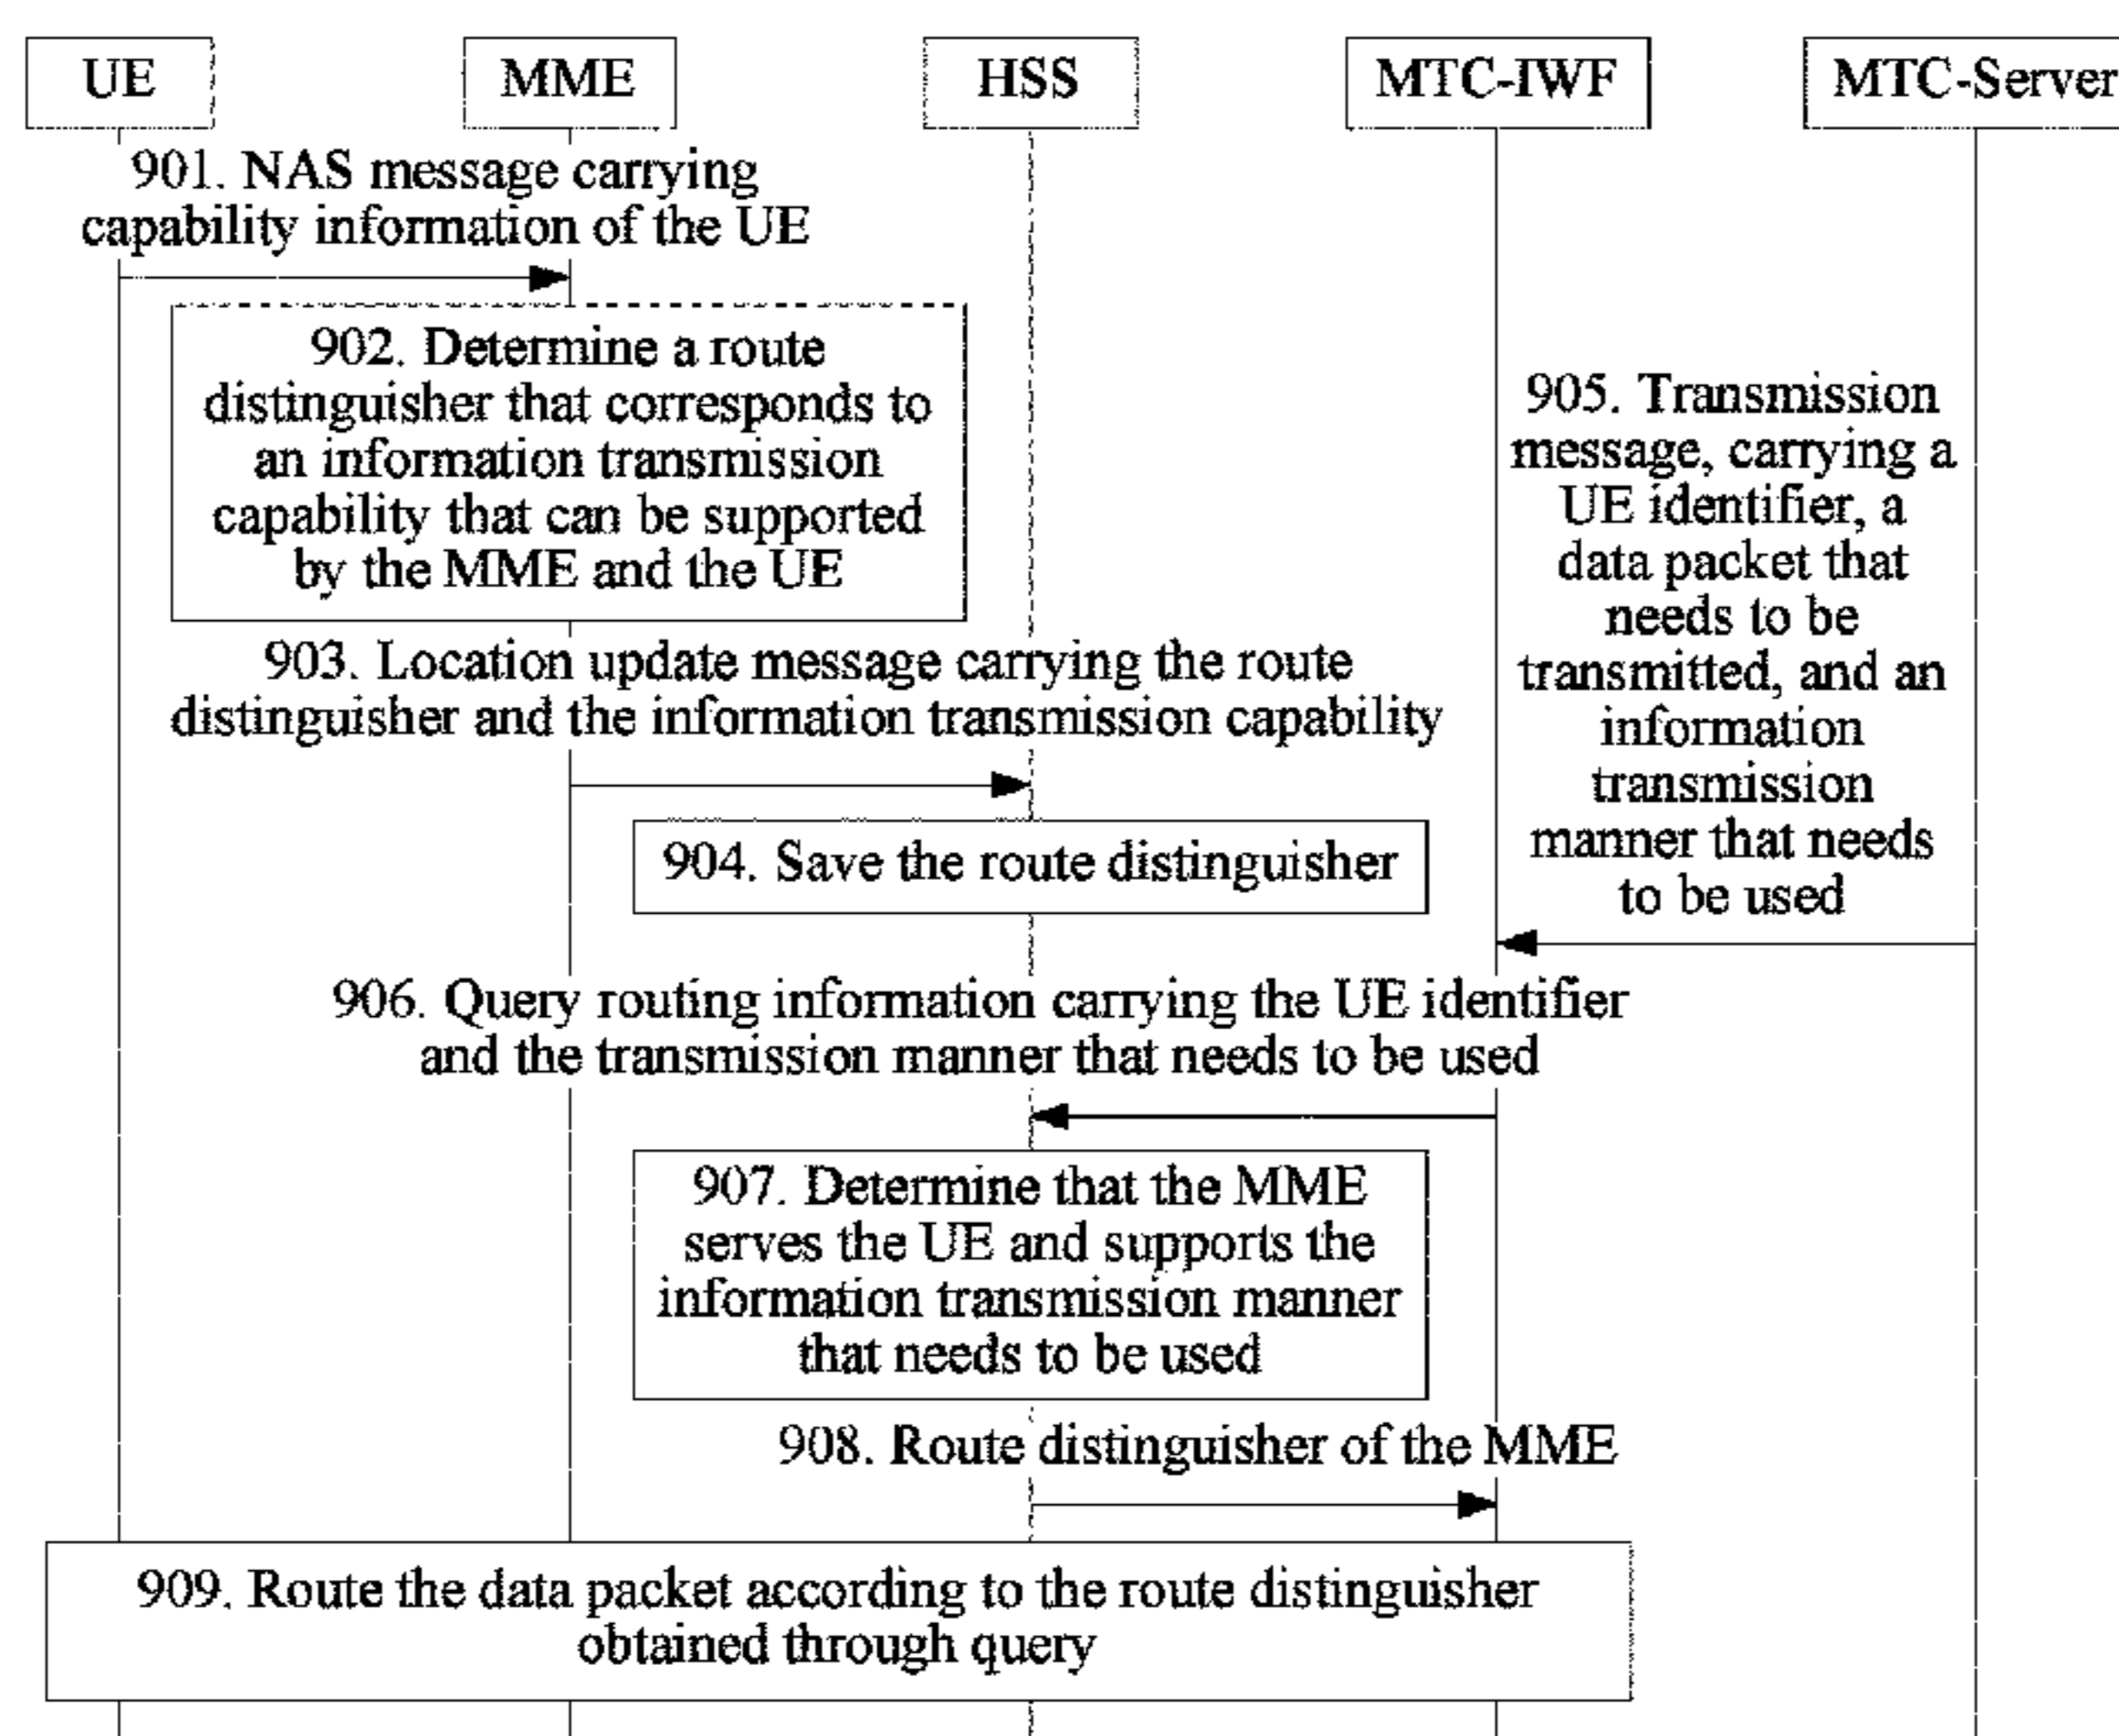 UE
MME
HSS
MTC-IWF
MTC-Server
901. NAS message carrying
capability information of the UE
902. Determine a route
distinguisher that corresponds to
an information transmission
capability that can be supported
by the MME and the UE
903. Location update message carrying the route
distinguisher and the information transmission capability
904. Save the route distinguisher
905. Transmission
message, carrying a
UE identifier, a
data packet that
needs to be
transmitted, and an
information
transmission
manner that needs
to be used
906. Query routing information carrying the UE identifier
and the transmission manner that needs to be used
907. Determine that the MME
serves the UE and supports the
information transmission manner
that needs to be used
908. Route distinguisher of the MME
909. Route the data packet according to the route distinguisher
obtained through query